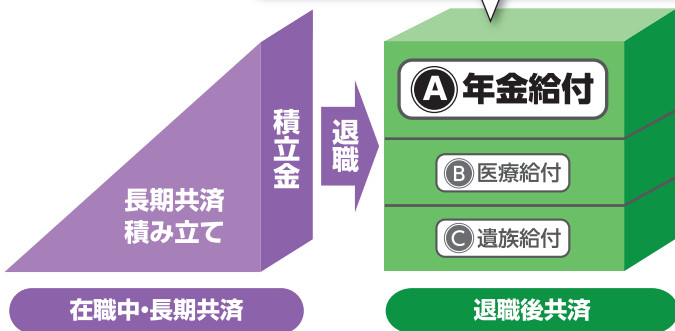 長期共済
積み立て
積立金
退職
A 年金給付
B 医療給付
C 遺族給付
在職中・長期共済
退職後共済